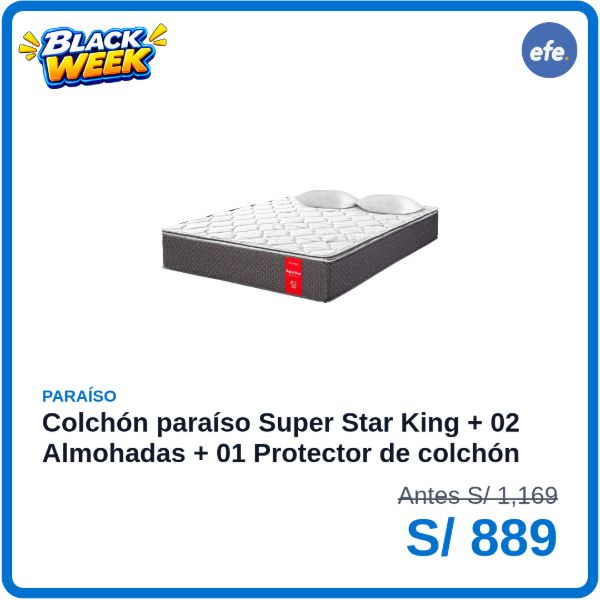 BLACK
WEEK
efe.
PARAÍSO
Colchón paraíso Super Star King + 02
Almohadas + 01 Protector de colchón
Antes S/ 1,169
S/ 889